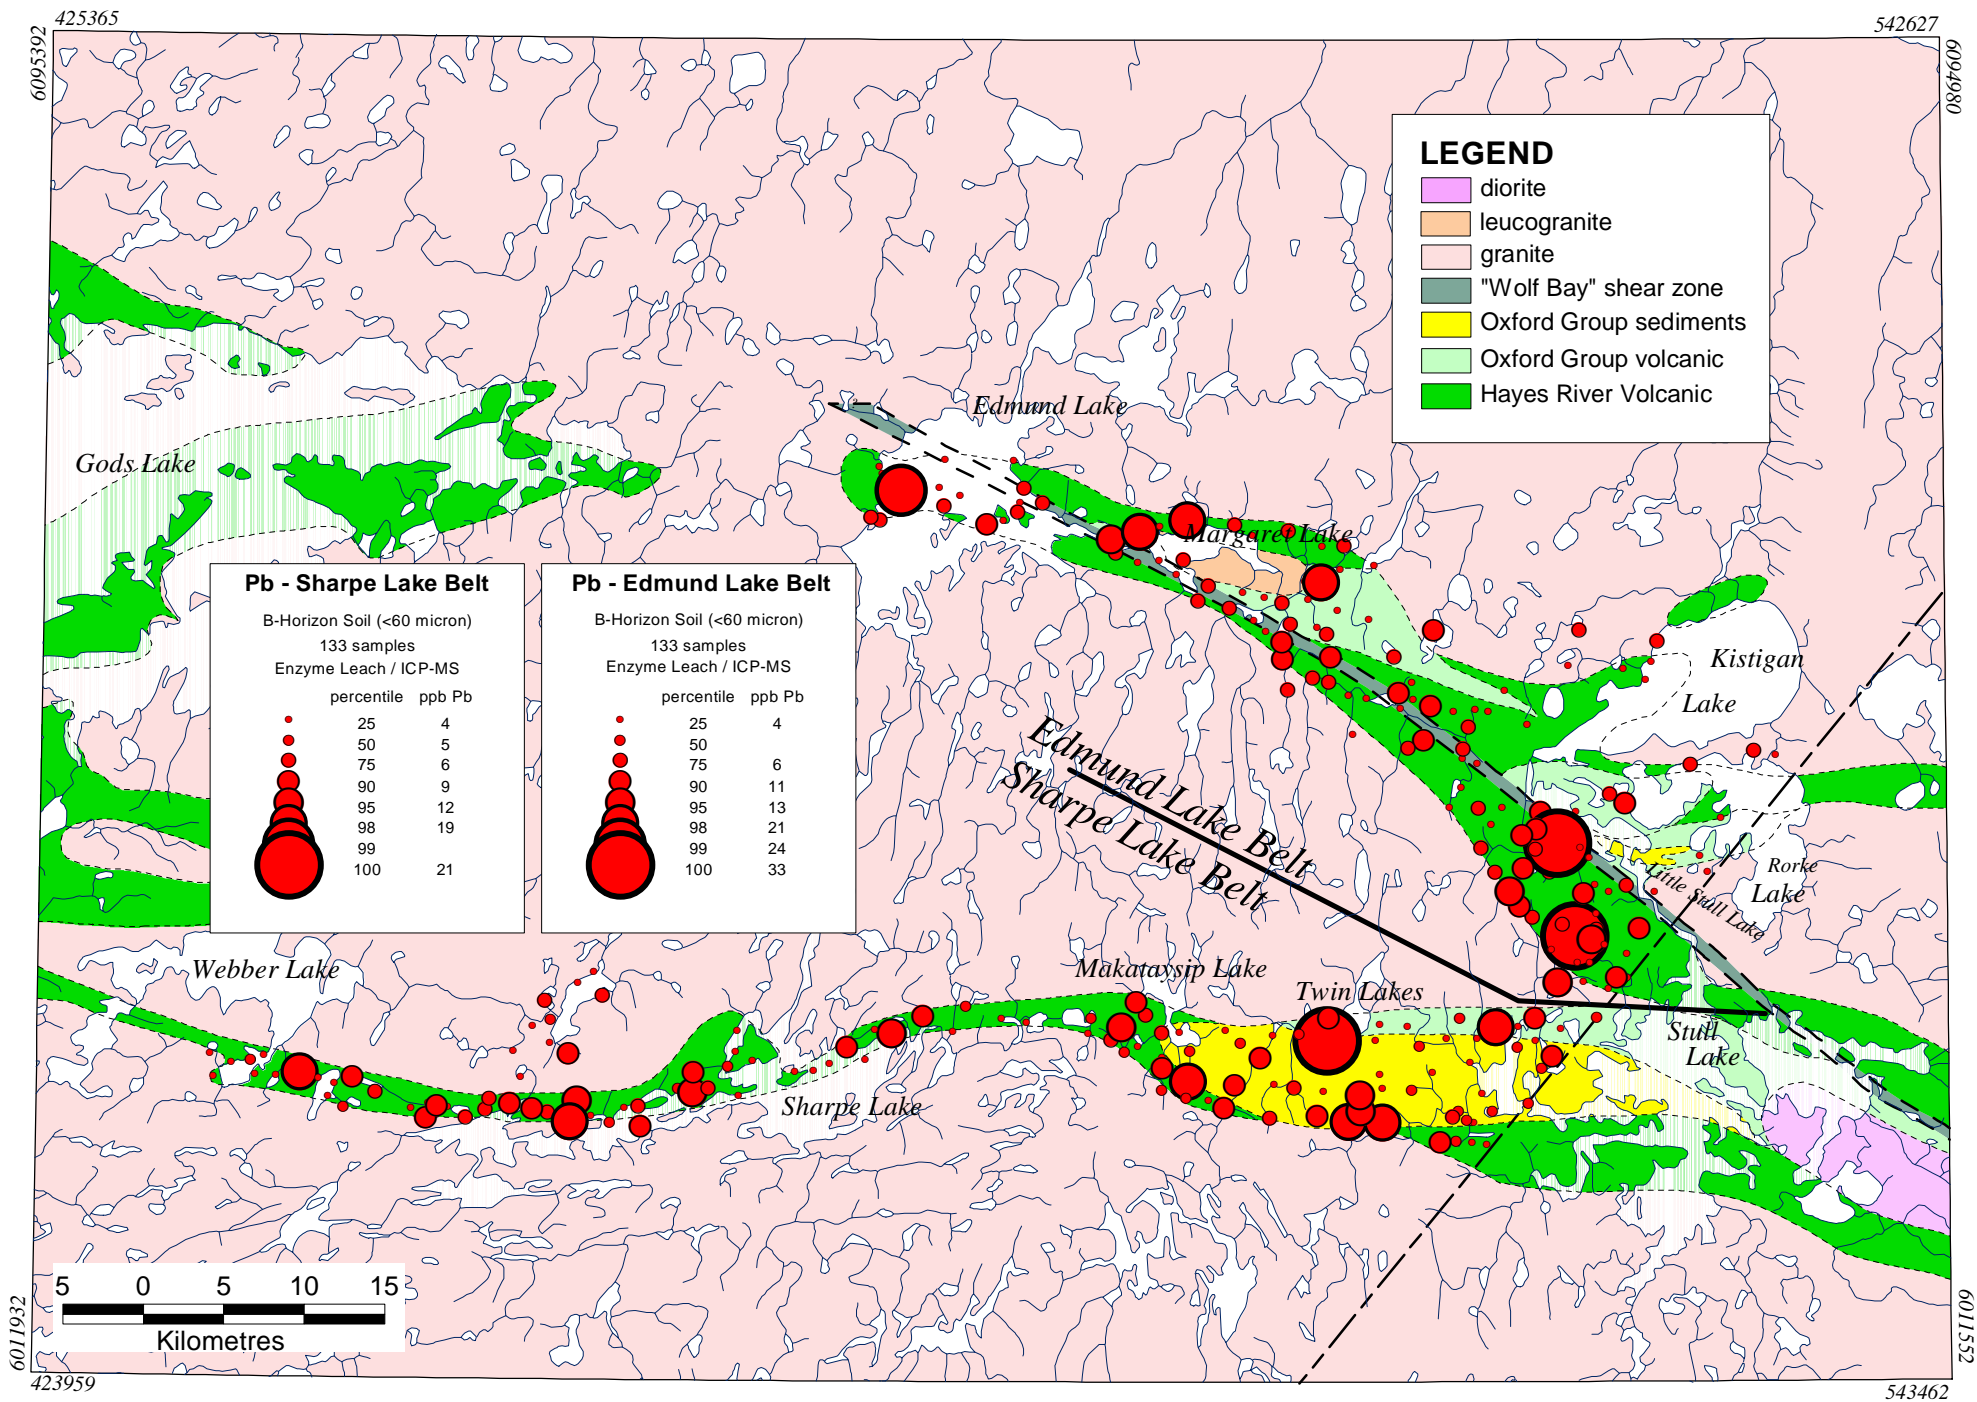 425365
542627
6095392
6094980
LEGEND
diorite
leucogranite
granite
"Wolf Bay" shear zone
Oxford Group sediments
Oxford Group volcanic
Hayes River Volcanic
Edmund Lake
Gods Lake
Margaret Lake
Pb - Sharpe Lake Belt
B-Horizon Soil (<60 micron)
133 samples
Enzyme Leach / ICP-MS
percentile ppb Pb
25 4
50 5
75 6
90 9
95 12
98 19
99
100 21
Pb - Edmund Lake Belt
B-Horizon Soil (<60 micron)
133 samples
Enzyme Leach / ICP-MS
percentile ppb Pb
25 4
50
75 6
90 11
95 13
98 21
99 24
100 33
Kistigan
Lake
Edmund Lake Belt
Sharpe Lake Belt
Rorke
Lake
Little Stull Lake
Webber Lake
Makataysip Lake
Twin Lakes
Stull
Lake
Sharpe Lake
5 0 5 10 15
Kilometres
6011932
6011552
423959
543462